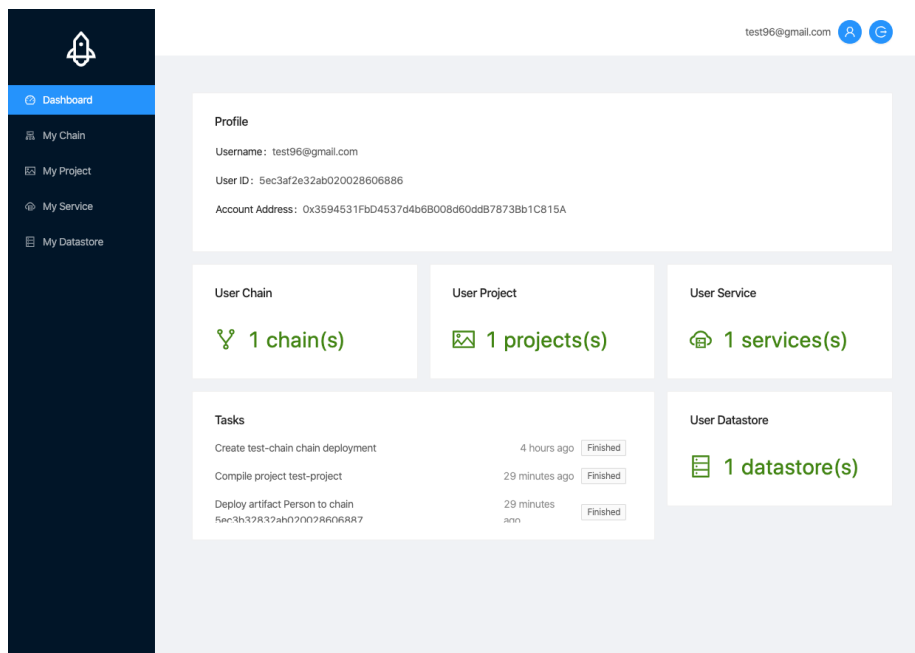 test96@gmail.com
Dashboard
My Chain
My Project
My Service
My Datastore
Profile
Username: test96@gmail.com
User ID: 5ec3af2e32ab020028606886
Account Address: 0x3594531FbD4537d4b6B008d60ddB7873Bb1C815A
User Chain
1 chain(s)
User Project
1 projects(s)
User Service
1 services(s)
Tasks
Create test-chain chain deployment 4 hours ago Finished
Compile project test-project 29 minutes ago Finished
Deploy artifact Person to chain 29 minutes Finished
5ec3b32832ab020028606887 ago
User Datastore
1 datastore(s)